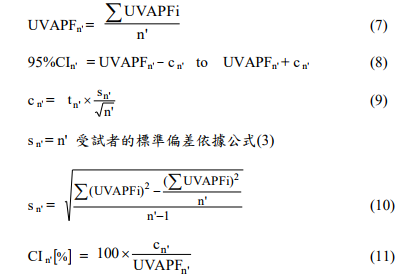 UVAPFn' = ∑UVAPFi / n' (7)
95%CIn' = UVAPFn' − cn' to UVAPFn' + cn' (8)
cn' = tn' × sn' / √n' (9)
sn' = n' 受試者的標準偏差依據公式(3)
sn' = √((∑(UVAPFi)² − (∑UVAPFi)² / n') / (n'−1)) (10)
CIn'[%] = 100 × cn' / UVAPFn' (11)